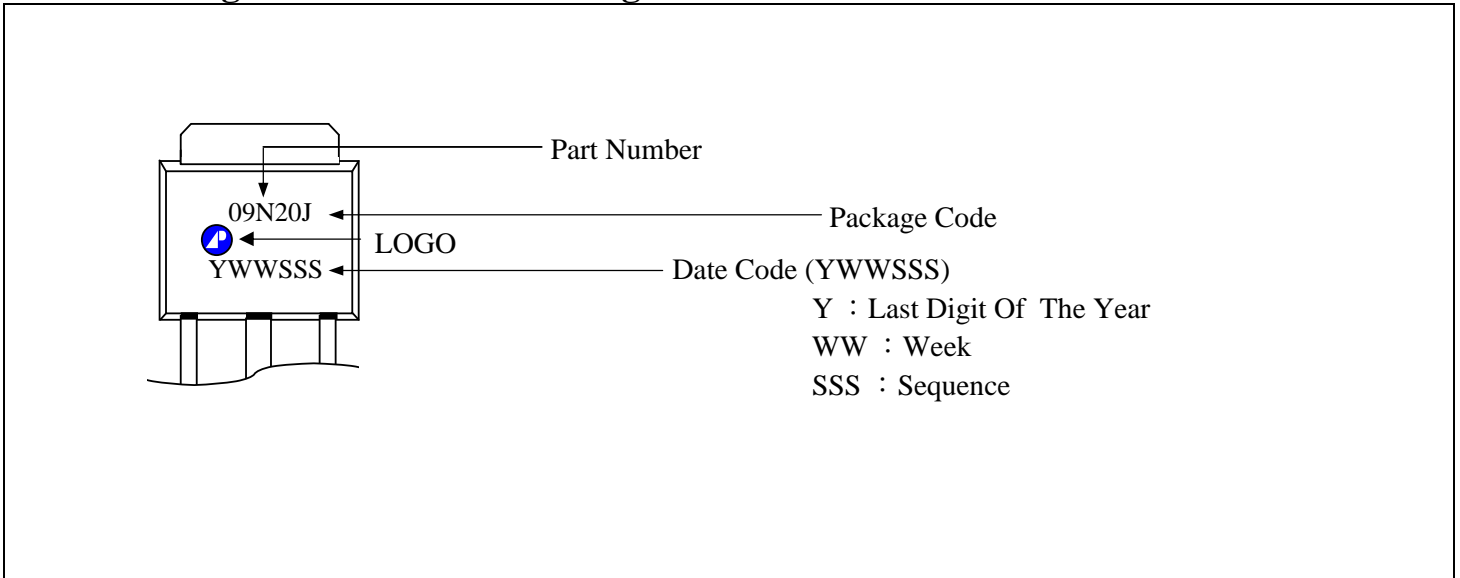 Part Number
09N20J
Package Code
LOGO
YWWSSS
Date Code (YWWSSS)
Y ：Last Digit Of The Year
WW ：Week
SSS ：Sequence